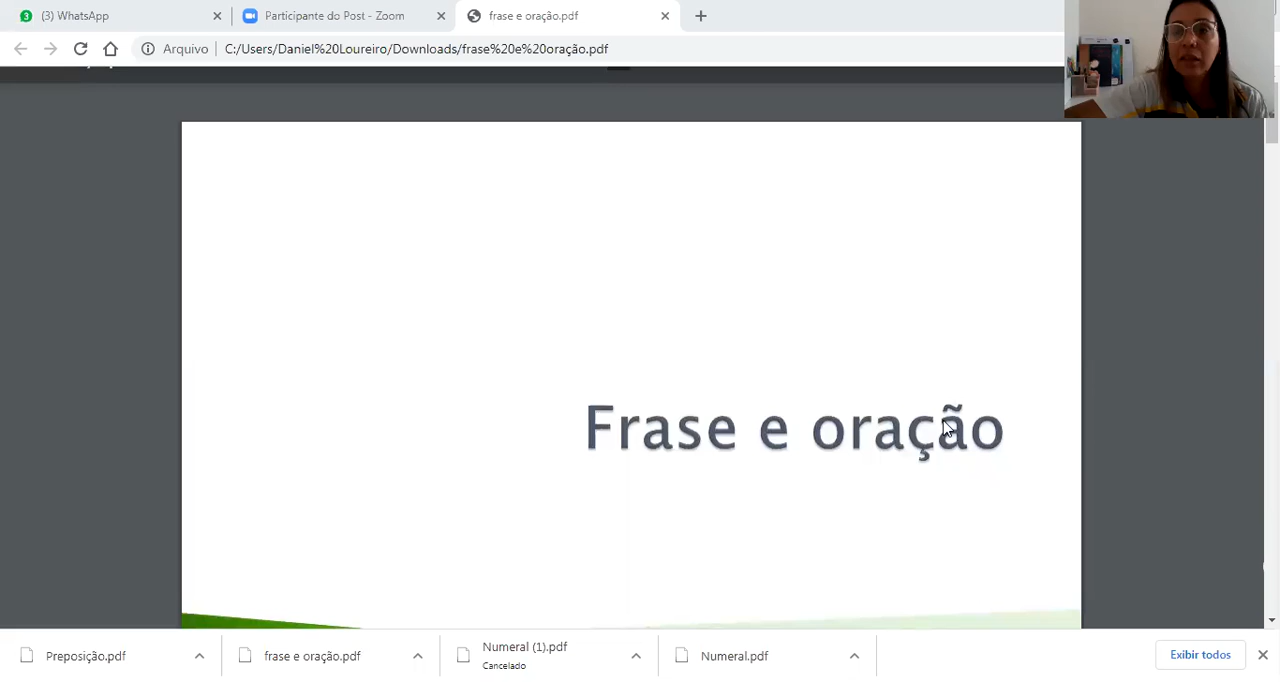 (3) WhatsApp
Participante do Post - Zoom
frase e oração.pdf
Arquivo
C:/Users/Daniel%20Loureiro/Downloads/frase%20e%20oração.pdf
Frase e oração
Preposição.pdf
frase e oração.pdf
Numeral (1).pdf
Cancelado
Numeral.pdf
Exibir todos